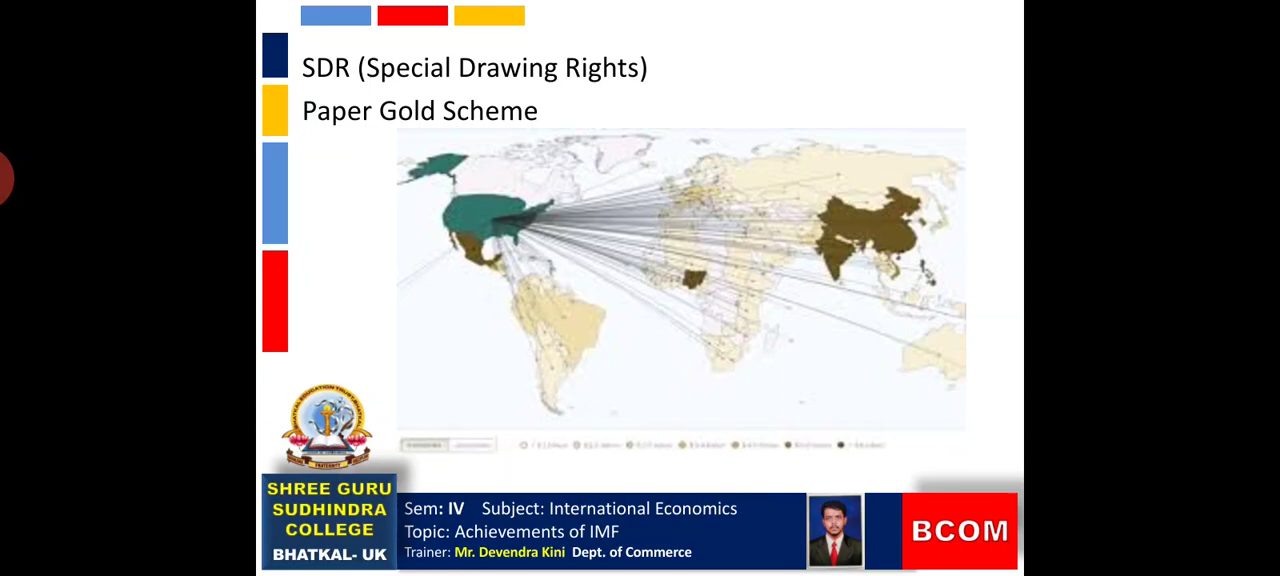 SDR (Special Drawing Rights)
Paper Gold Scheme
FRATERNITY
SHREE GURU
SUDHINDRA
COLLEGE
BHATKAL- UK
Sem: IV Subject: International Economics
Topic: Achievements of IMF
Trainer: Mr. Devendra Kini Dept. of Commerce
BCOM